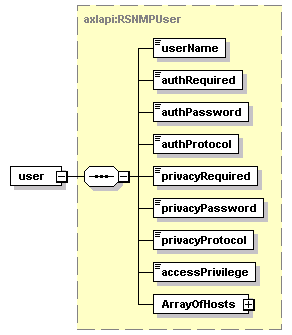 axlapi:RSNMPUser
userName
authRequired
authPassword
authProtocol
user
privacyRequired
privacyPassword
privacyProtocol
accessPrivilege
ArrayOfHosts